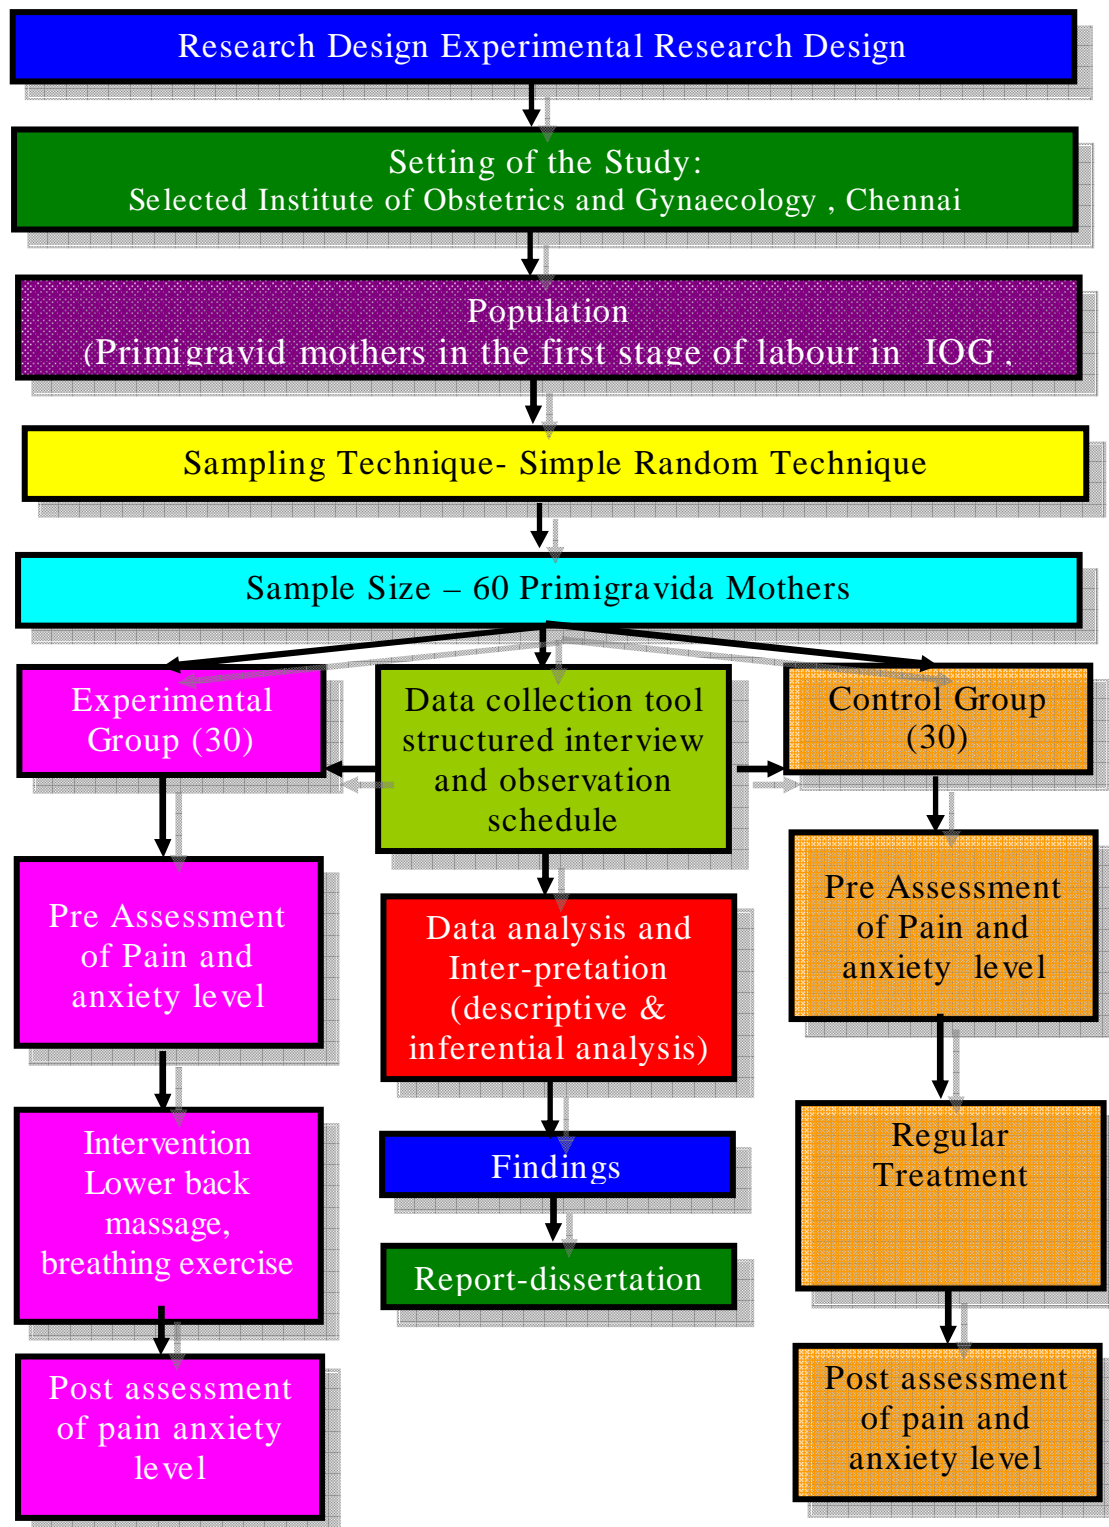 Research Design Experimental Research Design
Setting of the Study:
Selected Institute of Obstetrics and Gynaecology , Chennai
Population
(Primigravid mothers in the first stage of labour in IOG ,
Sampling Technique- Simple Random Technique
Sample Size – 60 Primigravida Mothers
Experimental
Group (30)
Data collection tool
structured interview
and observation
schedule
Control Group
(30)
Pre Assessment
of Pain and
anxiety level
Data analysis and
Inter-pretation
(descriptive &
inferential analysis)
Pre Assessment
of Pain and
anxiety level
Intervention
Lower back
massage,
breathing exercise
Findings
Regular
Treatment
Report-dissertation
Post assessment
of pain anxiety
level
Post assessment
of pain and
anxiety level